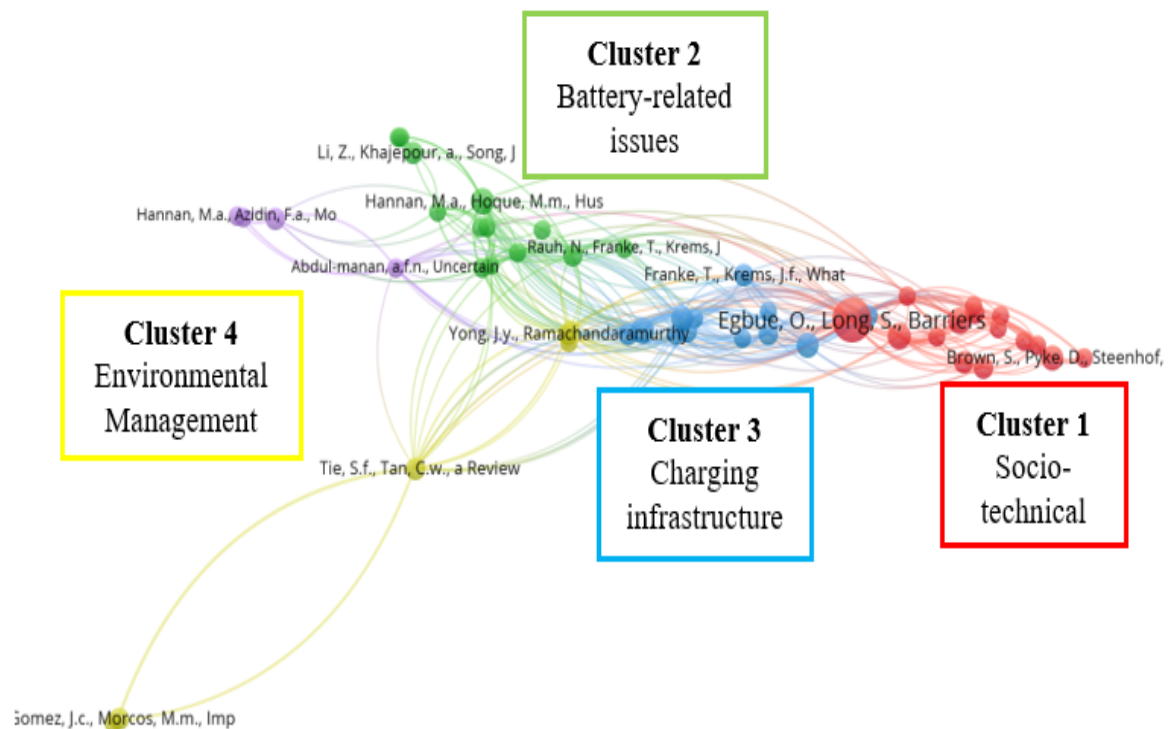 Cluster 2
Battery-related
issues
Li, Z., Khajepour, a., Song, J
Hannan, M.a., Hoque, M.m., Hus
Hannan, M.a., Azidin, F.a., Mo
Rauh, N., Franke, T., Krems, J
Abdul-manan, a.f.n., Uncertain
Franke, T., Krems, J.f., What
Cluster 4
Environmental
Management
Yong, J.y., Ramachandaramurthy
Egbue, O., Long, S., Barriers
Brown, S., Pyke, D., Steenhof,
Cluster 3
Charging
infrastructure
Cluster 1
Socio-
technical
Tie, S.f., Tan, C.w., a Review
Gomez, J.c., Morcos, M.m., Imp